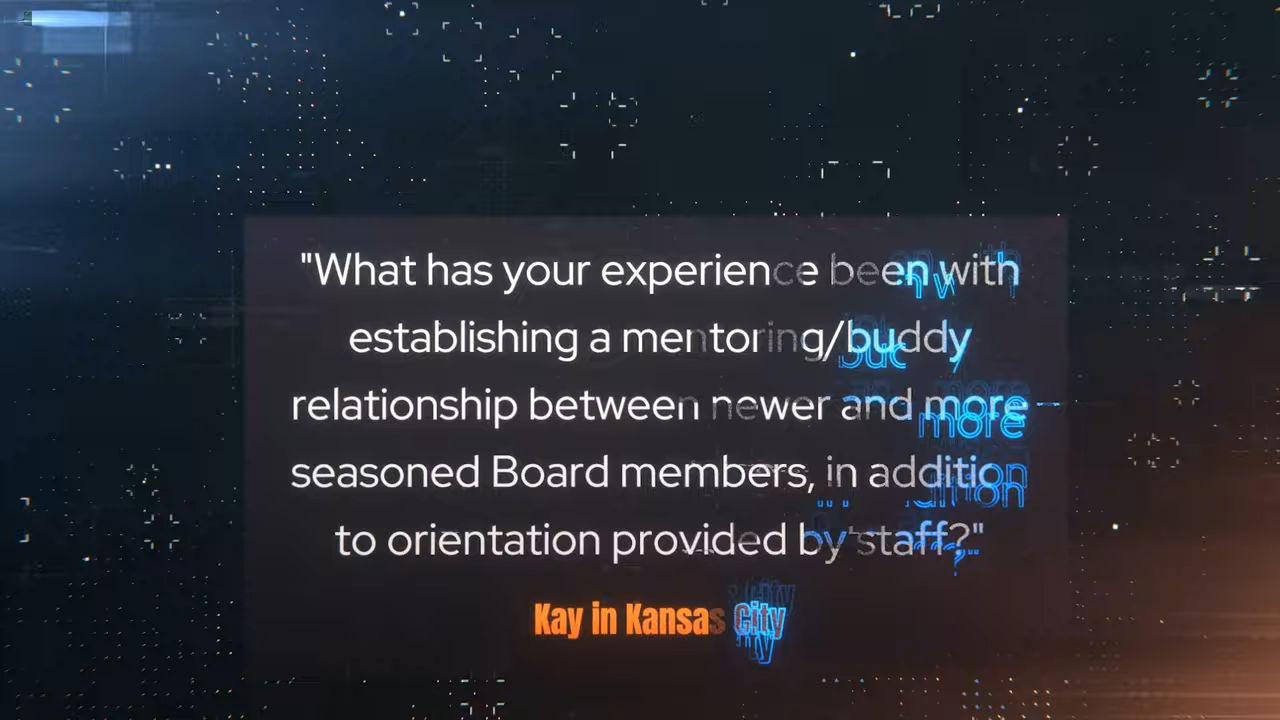 "What has your experience been with
establishing a mentoring/buddy
relationship between newer and more
seasoned Board members, in addition
to orientation provided by staff?"
Kay in Kansas City